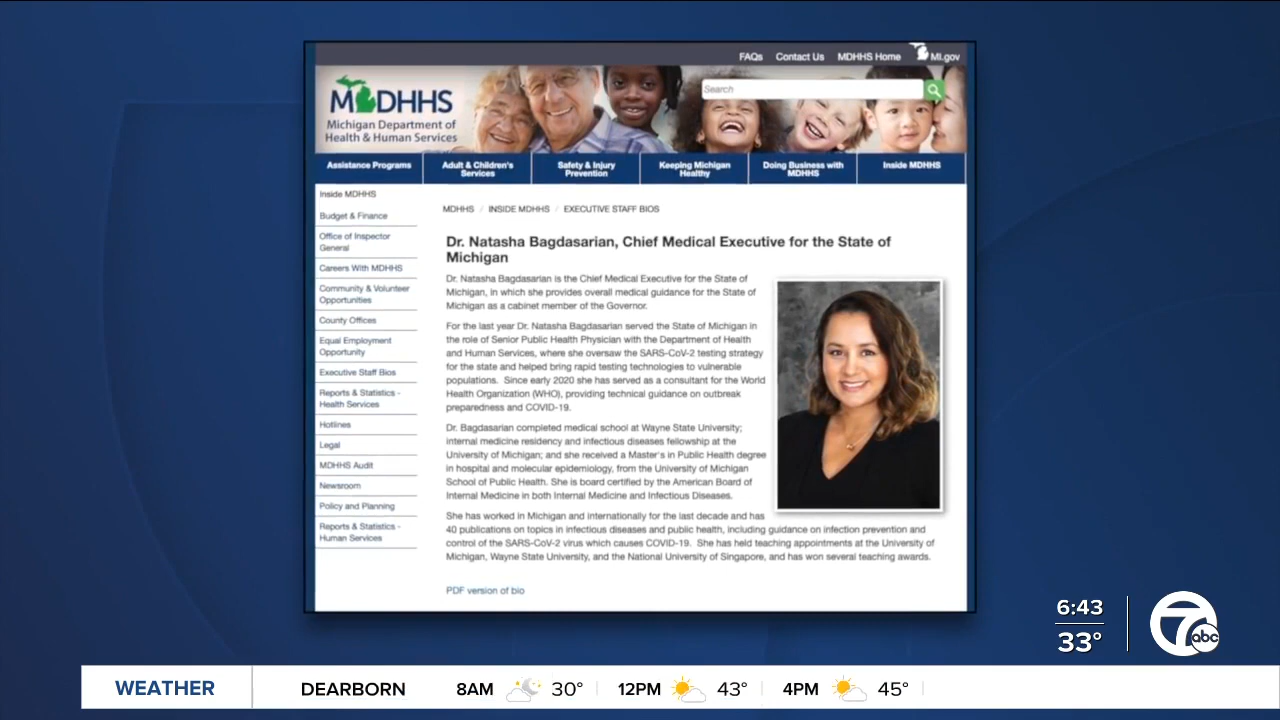 FAQs Contact Us MDHHS Home MI.gov
MDHHS
Michigan Department of
Health & Human Services
Search
Assistance Programs
Adult & Children's
Services
Safety & Injury
Prevention
Keeping Michigan
Healthy
Doing Business with
MDHHS
Inside MDHHS
Inside MDHHS
Budget & Finance
Office of Inspector
General
Careers With MDHHS
Community & Volunteer
Opportunities
County Offices
Equal Employment
Opportunity
Executive Staff Bios
Reports & Statistics -
Health Services
Hotlines
Legal
MDHHS Audit
Newsroom
Policy and Planning
Reports & Statistics -
Human Services
MDHHS / INSIDE MDHHS / EXECUTIVE STAFF BIOS
Dr. Natasha Bagdasarian, Chief Medical Executive for the State of
Michigan
Dr. Natasha Bagdasarian is the Chief Medical Executive for the State of
Michigan, in which she provides overall medical guidance for the State of
Michigan as a cabinet member of the Governor.
For the last year Dr. Natasha Bagdasarian served the State of Michigan in
the role of Senior Public Health Physician with the Department of Health
and Human Services, where she oversaw the SARS-CoV-2 testing strategy
for the state and helped bring rapid testing technologies to vulnerable
populations. Since early 2020 she has served as a consultant for the World
Health Organization (WHO), providing technical guidance on outbreak
preparedness and COVID-19.
Dr. Bagdasarian completed medical school at Wayne State University;
internal medicine residency and infectious diseases fellowship at the
University of Michigan; and she received a Master's in Public Health degree
in hospital and molecular epidemiology, from the University of Michigan
School of Public Health. She is board certified by the American Board of
Internal Medicine in both Internal Medicine and Infectious Diseases.
She has worked in Michigan and internationally for the last decade and has
40 publications on topics in infectious diseases and public health, including guidance on infection prevention and
control of the SARS-CoV-2 virus which causes COVID-19. She has held teaching appointments at the University of
Michigan, Wayne State University, and the National University of Singapore, and has won several teaching awards.
PDF version of bio
6:43
33°
7 abc
WEATHER DEARBORN 8AM 30° 12PM 43° 4PM 45°